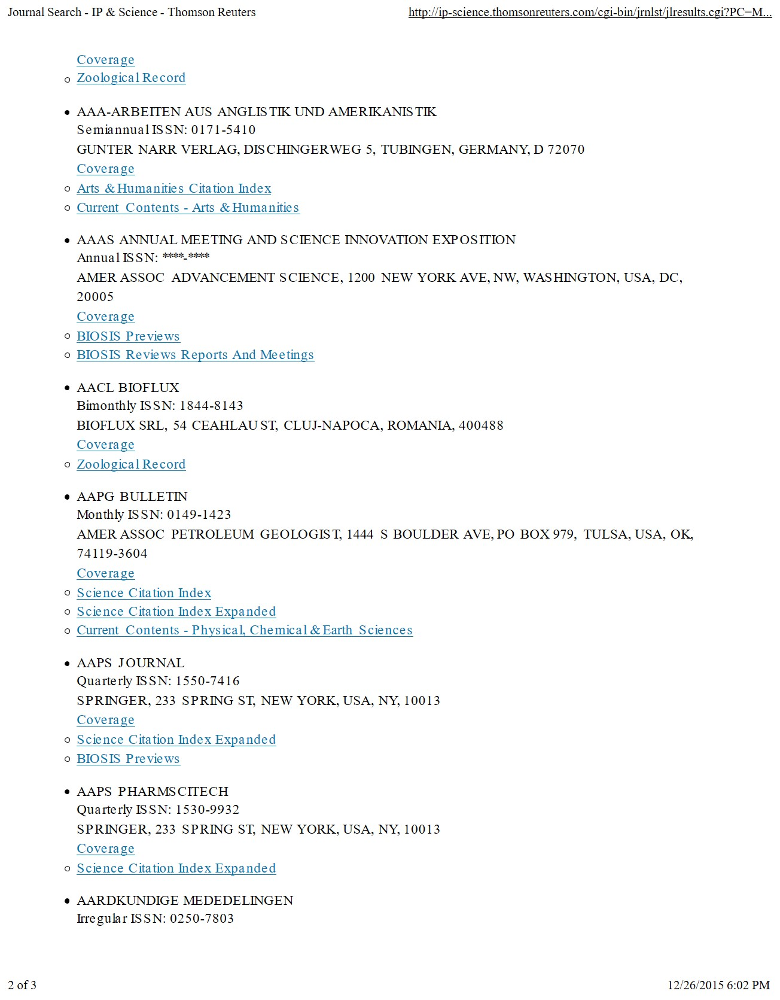 Journal Search - IP & Science - Thomson Reuters
http://ip-science.thomsonreuters.com/cgi-bin/jrnlst/jlresults.cgi?PC=M...
Coverage
Zoological Record
AAA-ARBEITEN AUS ANGLISTIK UND AMERIKANISTIK
Semiannual ISSN: 0171-5410
GUNTER NARR VERLAG, DISCHINGERWEG 5, TUBINGEN, GERMANY, D 72070
Coverage
Arts & Humanities Citation Index
Current Contents - Arts & Humanities
AAAS ANNUAL MEETING AND SCIENCE INNOVATION EXPOSITION
Annual ISSN: ****-****
AMER ASSOC ADVANCEMENT SCIENCE, 1200 NEW YORK AVE, NW, WASHINGTON, USA, DC,
20005
Coverage
BIOSIS Previews
BIOSIS Reviews Reports And Meetings
AACL BIOFLUX
Bimonthly ISSN: 1844-8143
BIOFLUX SRL, 54 CEAHLAU ST, CLUJ-NAPOCA, ROMANIA, 400488
Coverage
Zoological Record
AAPG BULLETIN
Monthly ISSN: 0149-1423
AMER ASSOC PETROLEUM GEOLOGIST, 1444 S BOULDER AVE, PO BOX 979, TULSA, USA, OK,
74119-3604
Coverage
Science Citation Index
Science Citation Index Expanded
Current Contents - Physical, Chemical & Earth Sciences
AAPS JOURNAL
Quarterly ISSN: 1550-7416
SPRINGER, 233 SPRING ST, NEW YORK, USA, NY, 10013
Coverage
Science Citation Index Expanded
BIOSIS Previews
AAPS PHARMSCITECH
Quarterly ISSN: 1530-9932
SPRINGER, 233 SPRING ST, NEW YORK, USA, NY, 10013
Coverage
Science Citation Index Expanded
AARDKUNDIGE MEDEDELINGEN
Irregular ISSN: 0250-7803
2 of 3
12/26/2015 6:02 PM